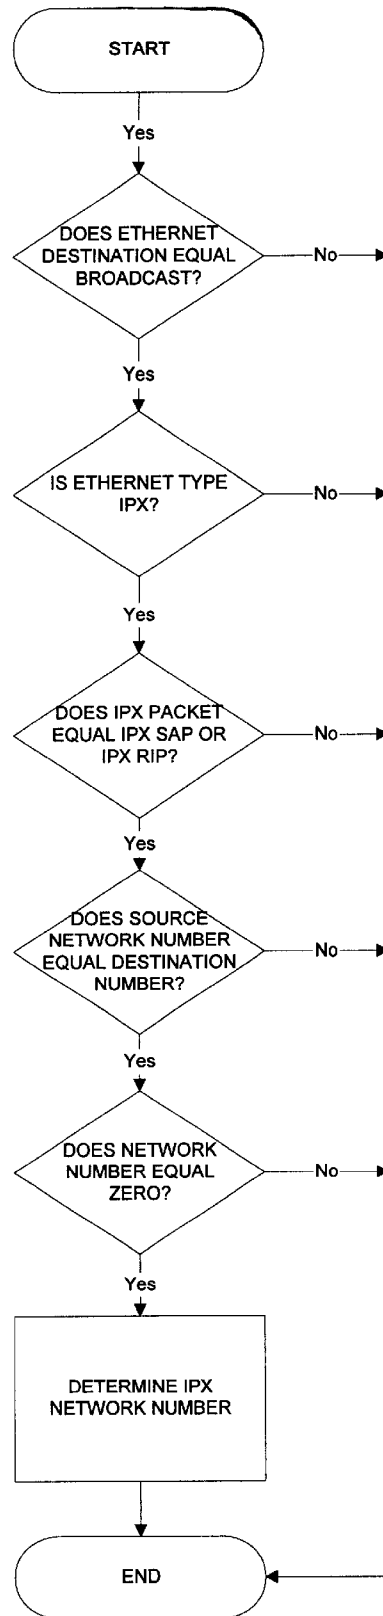 START
Yes
DOES ETHERNET
DESTINATION EQUAL
BROADCAST?
No
Yes
IS ETHERNET TYPE
IPX?
No
Yes
DOES IPX PACKET
EQUAL IPX SAP OR
IPX RIP?
No
Yes
DOES SOURCE
NETWORK NUMBER
EQUAL DESTINATION
NUMBER?
No
Yes
DOES NETWORK
NUMBER EQUAL
ZERO?
No
Yes
DETERMINE IPX
NETWORK NUMBER
END